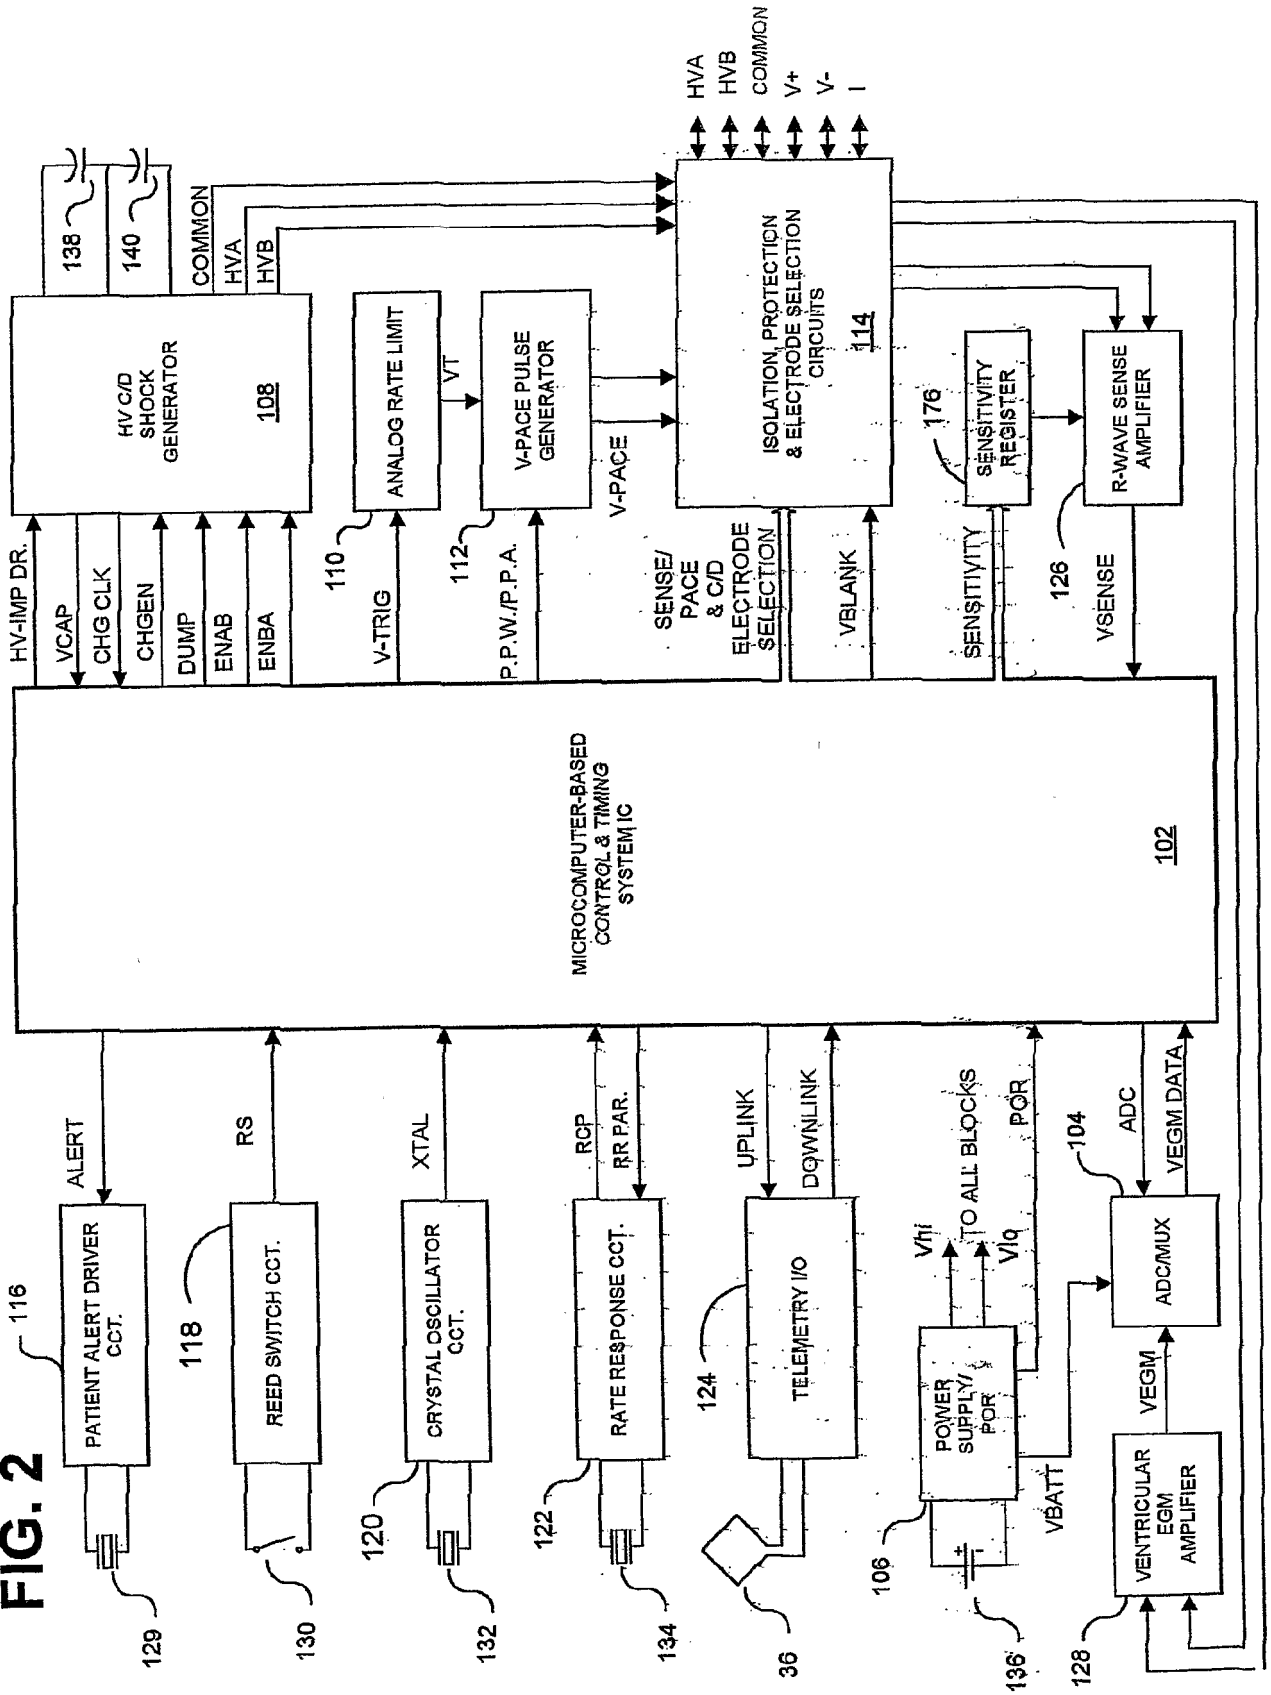 FIG. 2
116
PATIENT ALERT DRIVER
CCT.
129
ALERT
118
REED SWITCH CCT.
130
RS
120
CRYSTAL OSCILLATOR
CCT.
132
XTAL
122
RATE RESPONSE CCT.
134
RCP
RR PAR.
124
TELEMETRY I/O
36
UPLINK
DOWNLINK
106
POWER
SUPPLY/
POR
136
Vhi
Vlo
TO ALL BLOCKS
POR
VBATT
128
VENTRICULAR
EGM
AMPLIFIER
VEGM
104
ADC/MUX
ADC
VEGM DATA
MICROCOMPUTER-BASED
CONTROL & TIMING
SYSTEM IC
102
HV-IMP DR.
VCAP
CHG CLK
CHGEN
DUMP
ENAB
ENBA
HV C/D
SHOCK
GENERATOR
108
138
140
COMMON
HVA
HVB
V-TRIG
110
ANALOG RATE LIMIT
VT
P.P.W./P.P.A.
112
V-PACE PULSE
GENERATOR
V-PACE
SENSE/
PACE
& C/D
ELECTRODE
SELECTION
VBLANK
ISOLATION, PROTECTION
& ELECTRODE SELECTION
CIRCUITS
114
HVA
HVB
COMMON
V+
V-
I
SENSITIVITY
176
SENSITIVITY
REGISTER
VSENSE
126
R-WAVE SENSE
AMPLIFIER